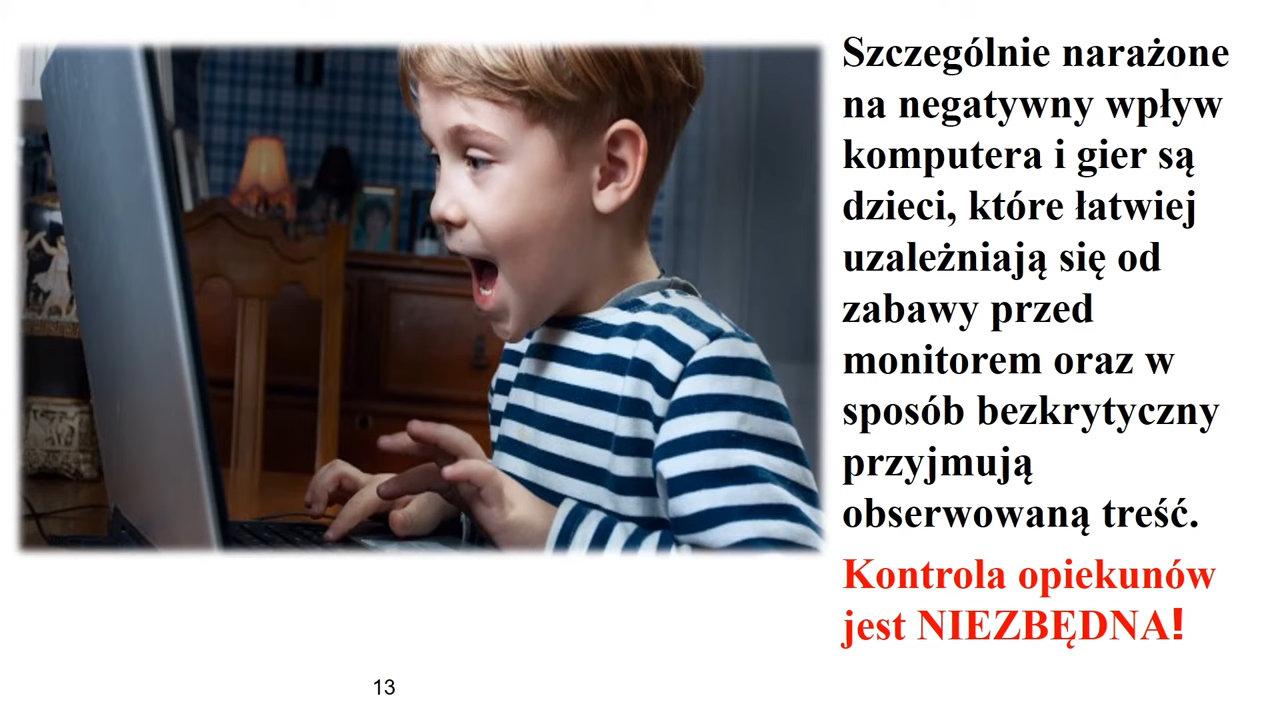 Szczególnie narażone
na negatywny wpływ
komputera i gier są
dzieci, które łatwiej
uzależniają się od
zabawy przed
monitorem oraz w
sposób bezkrytyczny
przyjmują
obserwowaną treść.
Kontrola opiekunów
jest NIEZBĘDNA!
13